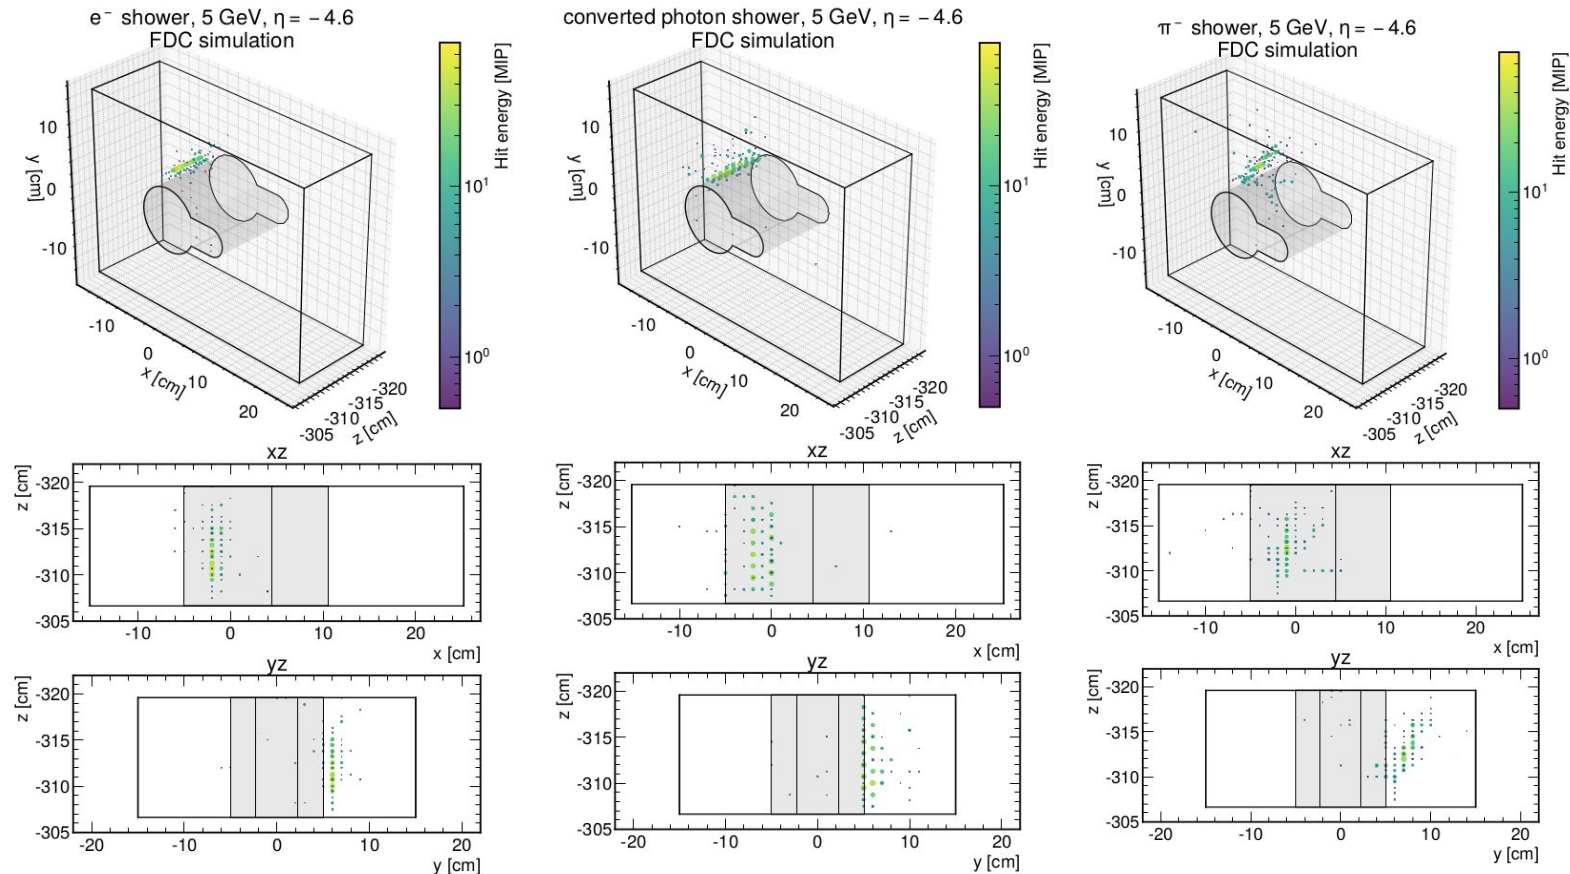 e⁻ shower, 5 GeV, η = −4.6
FDC simulation
10
0
-10
y [cm]
-10
0
10
20
x [cm]
-320
-315
-310
-305
z [cm]
Hit energy [MIP]
10¹
10⁰
converted photon shower, 5 GeV, η = −4.6
FDC simulation
10
0
-10
y [cm]
-10
0
10
20
x [cm]
-320
-315
-310
-305
z [cm]
Hit energy [MIP]
10¹
10⁰
π⁻ shower, 5 GeV, η = −4.6
FDC simulation
10
0
-10
y [cm]
-10
0
10
20
x [cm]
-320
-315
-310
-305
z [cm]
Hit energy [MIP]
10¹
10⁰
xz
z [cm]
-320
-315
-310
-305
-10 0 10 20
x [cm]
xz
z [cm]
-320
-315
-310
-305
-10 0 10 20
x [cm]
xz
z [cm]
-320
-315
-310
-305
-10 0 10 20
x [cm]
yz
z [cm]
-320
-315
-310
-305
-20 -10 0 10 20
y [cm]
yz
z [cm]
-320
-315
-310
-305
-20 -10 0 10 20
y [cm]
yz
z [cm]
-320
-315
-310
-305
-20 -10 0 10 20
y [cm]